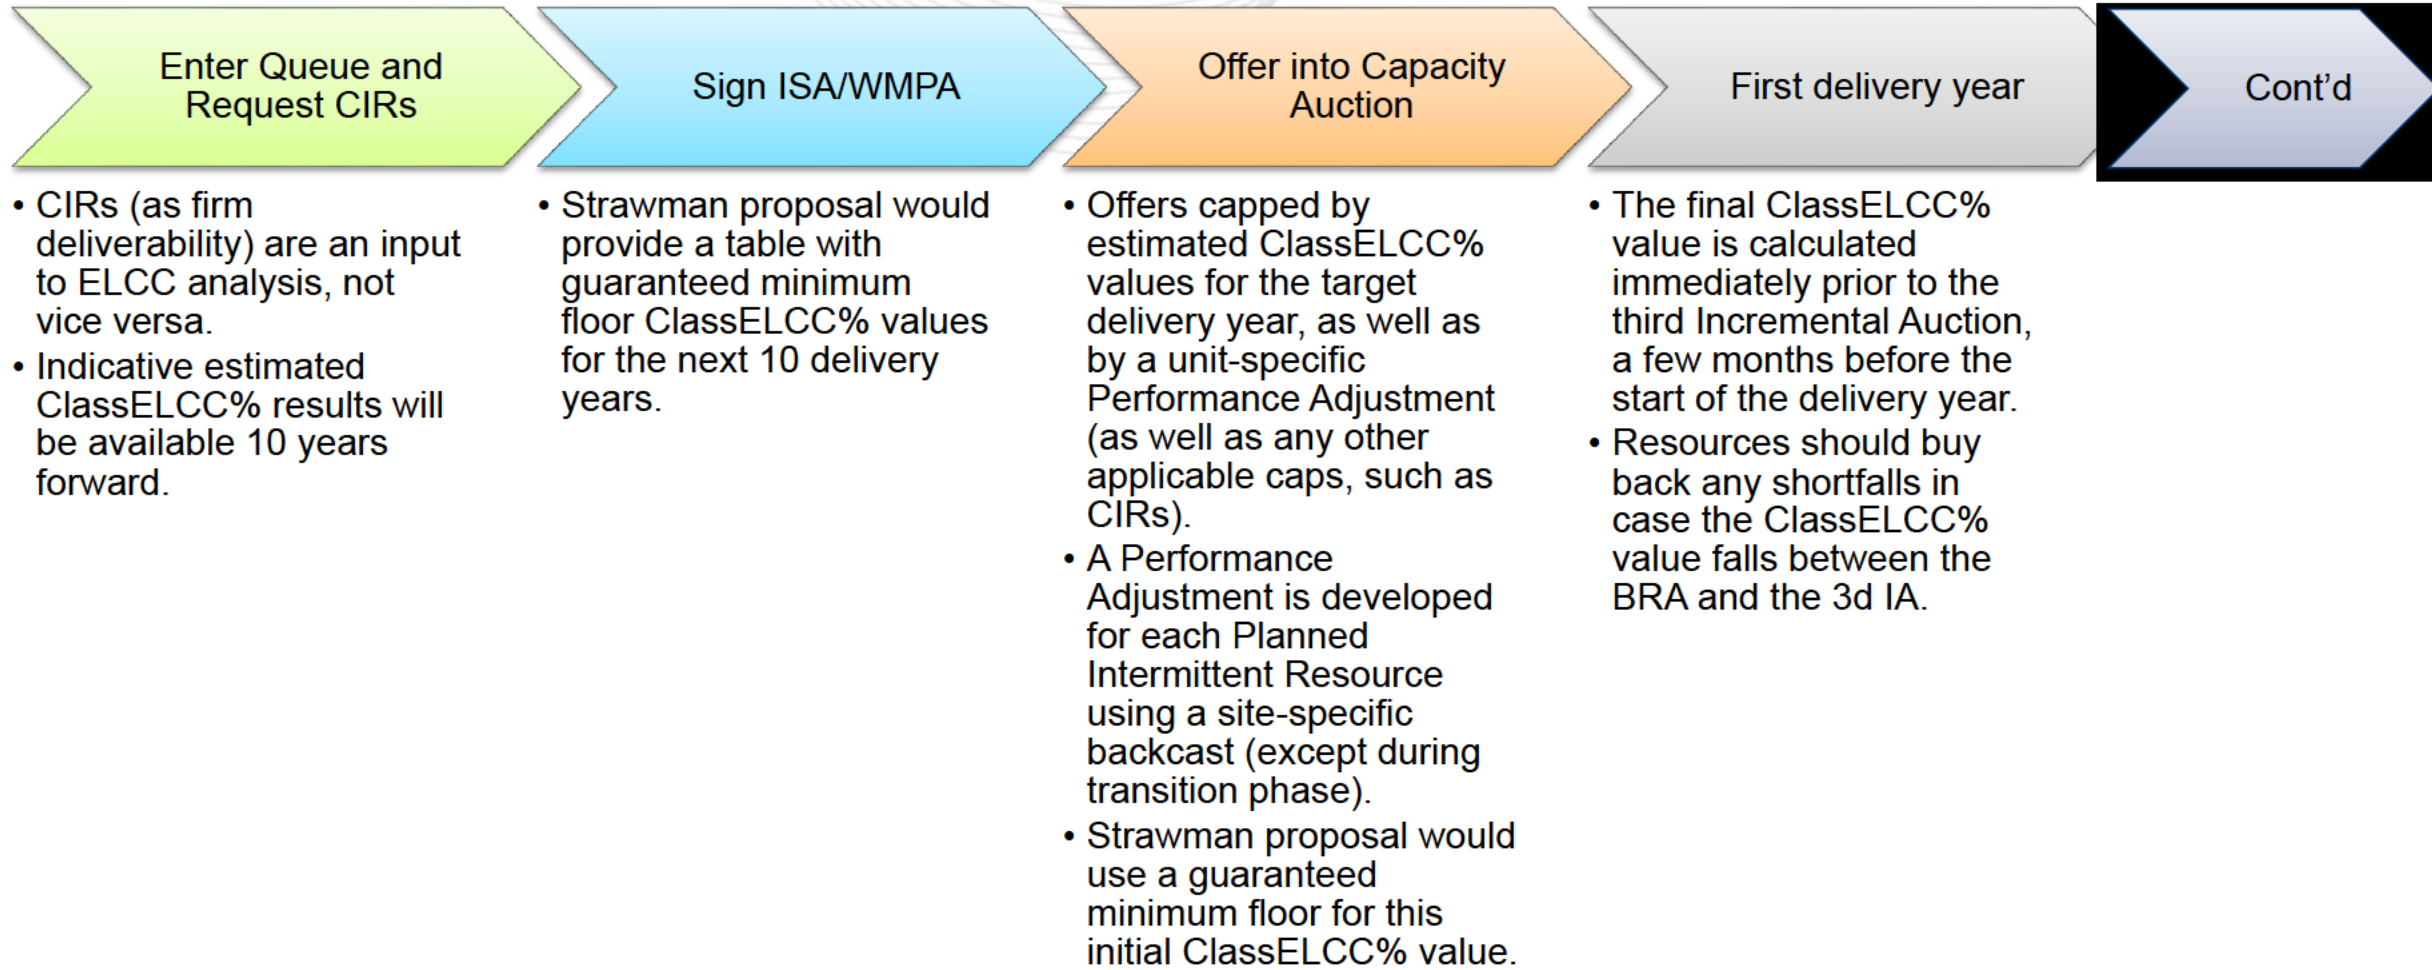 Enter Queue and
Request CIRs
Sign ISA/WMPA
Offer into Capacity
Auction
First delivery year
Cont'd
• CIRs (as firm
deliverability) are an input
to ELCC analysis, not
vice versa.
• Indicative estimated
ClassELCC% results will
be available 10 years
forward.
• Strawman proposal would
provide a table with
guaranteed minimum
floor ClassELCC% values
for the next 10 delivery
years.
• Offers capped by
estimated ClassELCC%
values for the target
delivery year, as well as
by a unit-specific
Performance Adjustment
(as well as any other
applicable caps, such as
CIRs).
• A Performance
Adjustment is developed
for each Planned
Intermittent Resource
using a site-specific
backcast (except during
transition phase).
• Strawman proposal would
use a guaranteed
minimum floor for this
initial ClassELCC% value.
• The final ClassELCC%
value is calculated
immediately prior to the
third Incremental Auction,
a few months before the
start of the delivery year.
• Resources should buy
back any shortfalls in
case the ClassELCC%
value falls between the
BRA and the 3d IA.